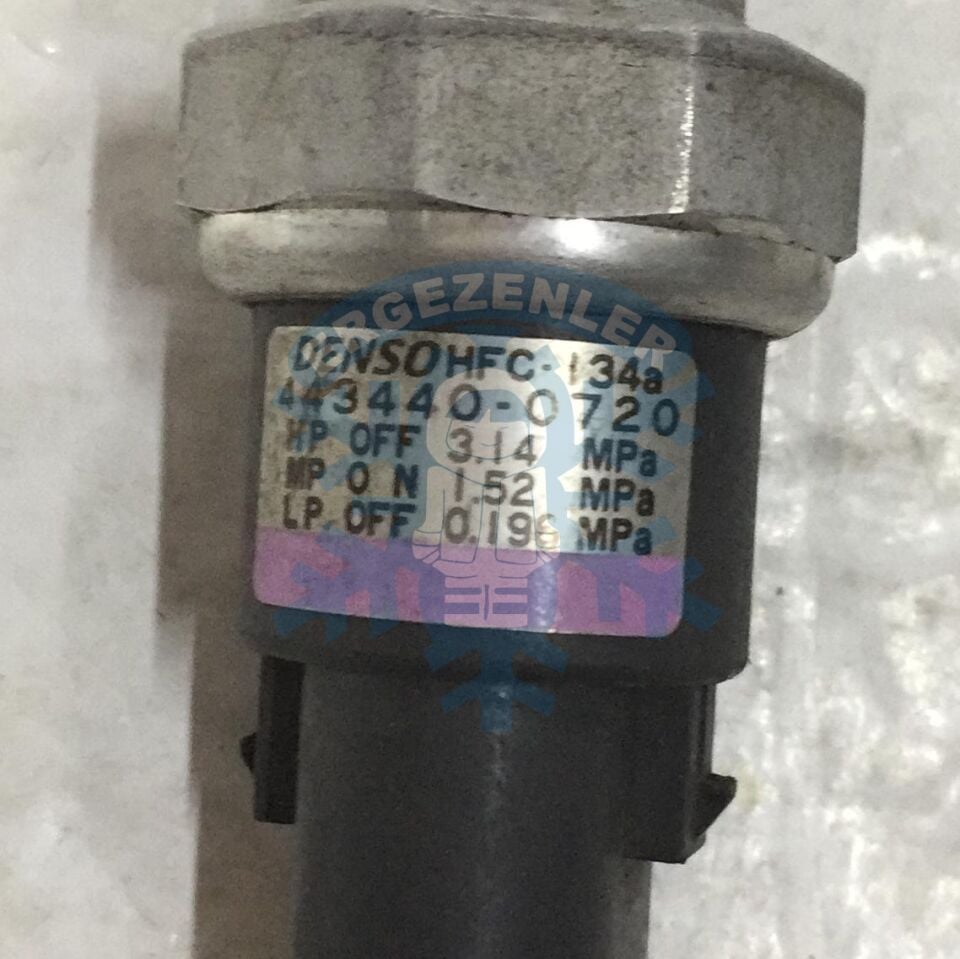 ERGEZENLER
DENSO HFC-134a
443440-0720
HP OFF 3.14 MPa
MP ON 1.52 MPa
LP OFF 0.196 MPa